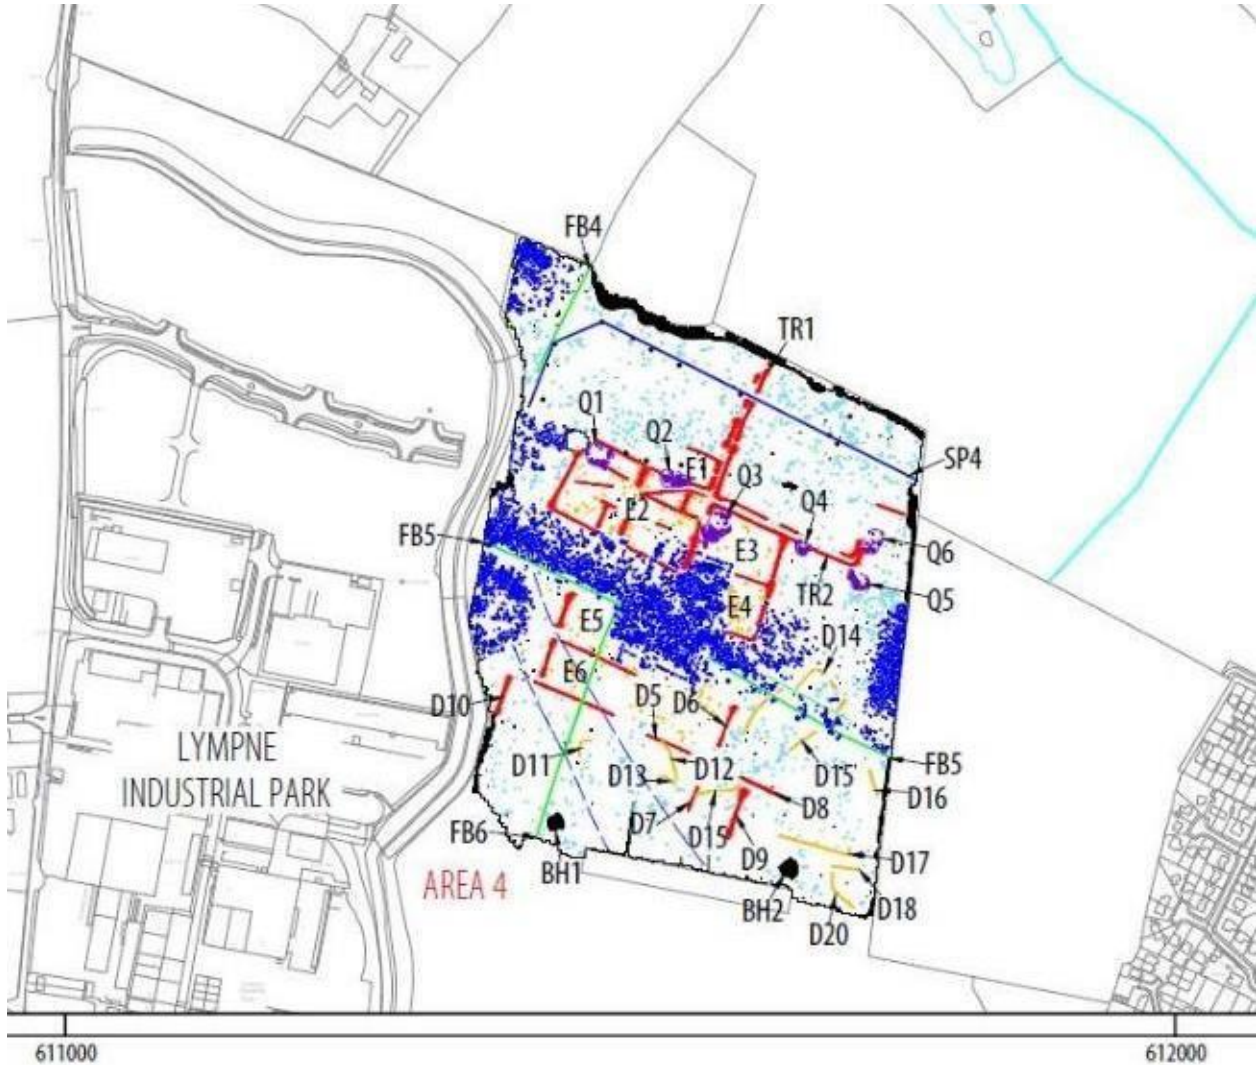 FB4
TR1
Q1
Q2
E1
Q3
SP4
E2
Q4
FB5
E3
Q6
E4
TR2
Q5
E5
D14
E6
D10
D5
D6
LYMPNE
INDUSTRIAL PARK
D11
D13
D12
D15
FB5
D8
D16
D7
D15
FB6
BH1
D9
D17
AREA 4
BH2
D18
D20
611000
612000